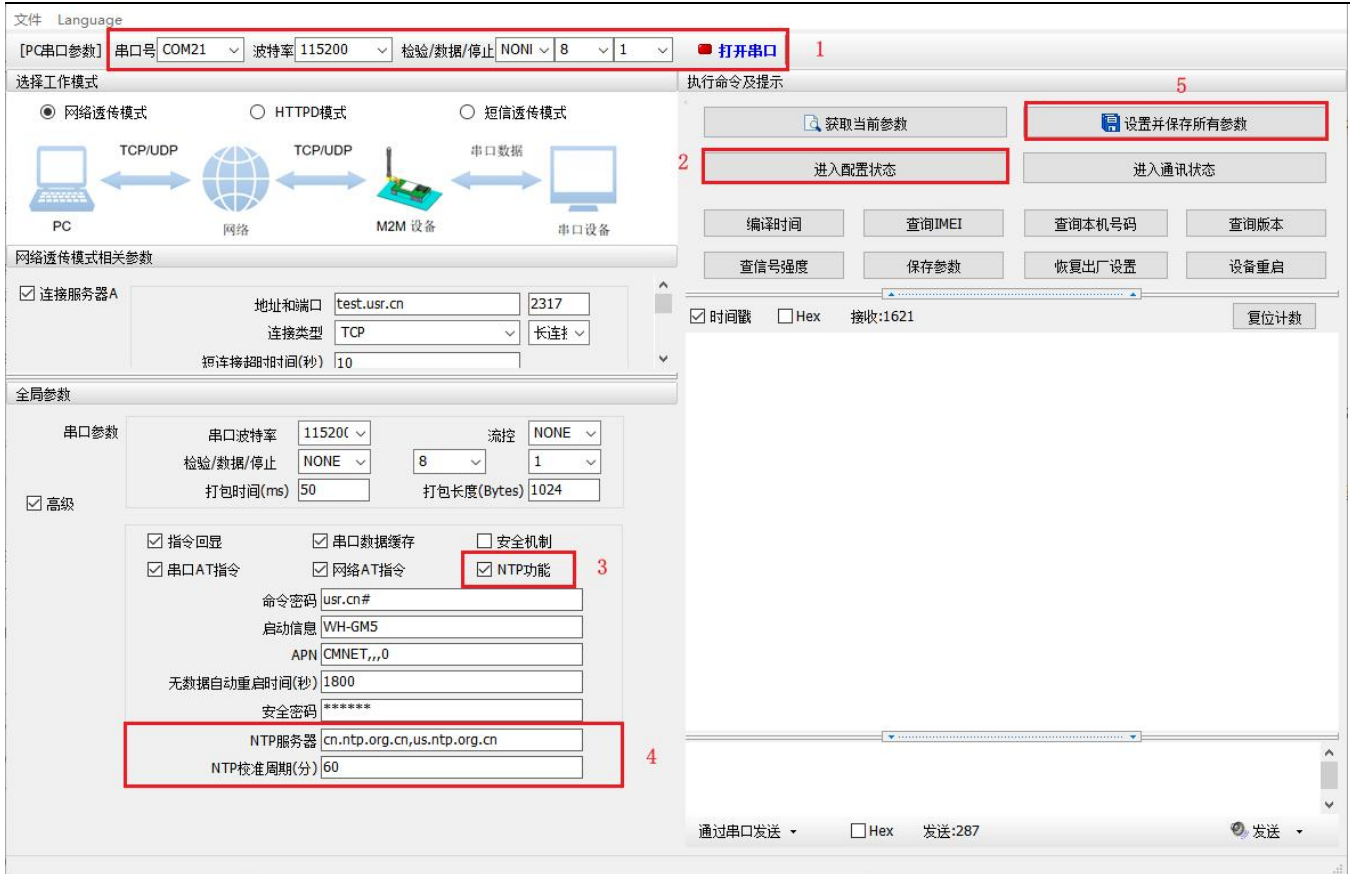 文件 Language
[PC串口参数] 串口号 COM21 波特率 115200 检验/数据/停止 NONI 8 1 打开串口 1
选择工作模式
网络透传模式 HTTPD模式 短信透传模式
TCP/UDP TCP/UDP 串口数据
PC 网络 M2M 设备 串口设备
网络透传模式相关参数
连接服务器A
地址和端口 test.usr.cn 2317
连接类型 TCP 长连接
短连接超时时间(秒) 10
全局参数
串口参数 串口波特率 11520( 流控 NONE
检验/数据/停止 NONE 8 1
打包时间(ms) 50 打包长度(Bytes) 1024
高级
指令回显 串口数据缓存 安全机制
串口AT指令 网络AT指令 NTP功能 3
命令密码 usr.cn#
启动信息 WH-GM5
APN CMNET,,,0
无数据自动重启时间(秒) 1800
安全密码 ******
NTP服务器 cn.ntp.org.cn,us.ntp.org.cn
NTP校准周期(分) 60
4
执行命令及提示
5
获取当前参数 设置并保存所有参数
2 进入配置状态 进入通讯状态
编译时间 查询IMEI 查询本机号码 查询版本
查信号强度 保存参数 恢复出厂设置 设备重启
时间戳 Hex 接收:1621 复位计数
通过串口发送 Hex 发送:287 发送